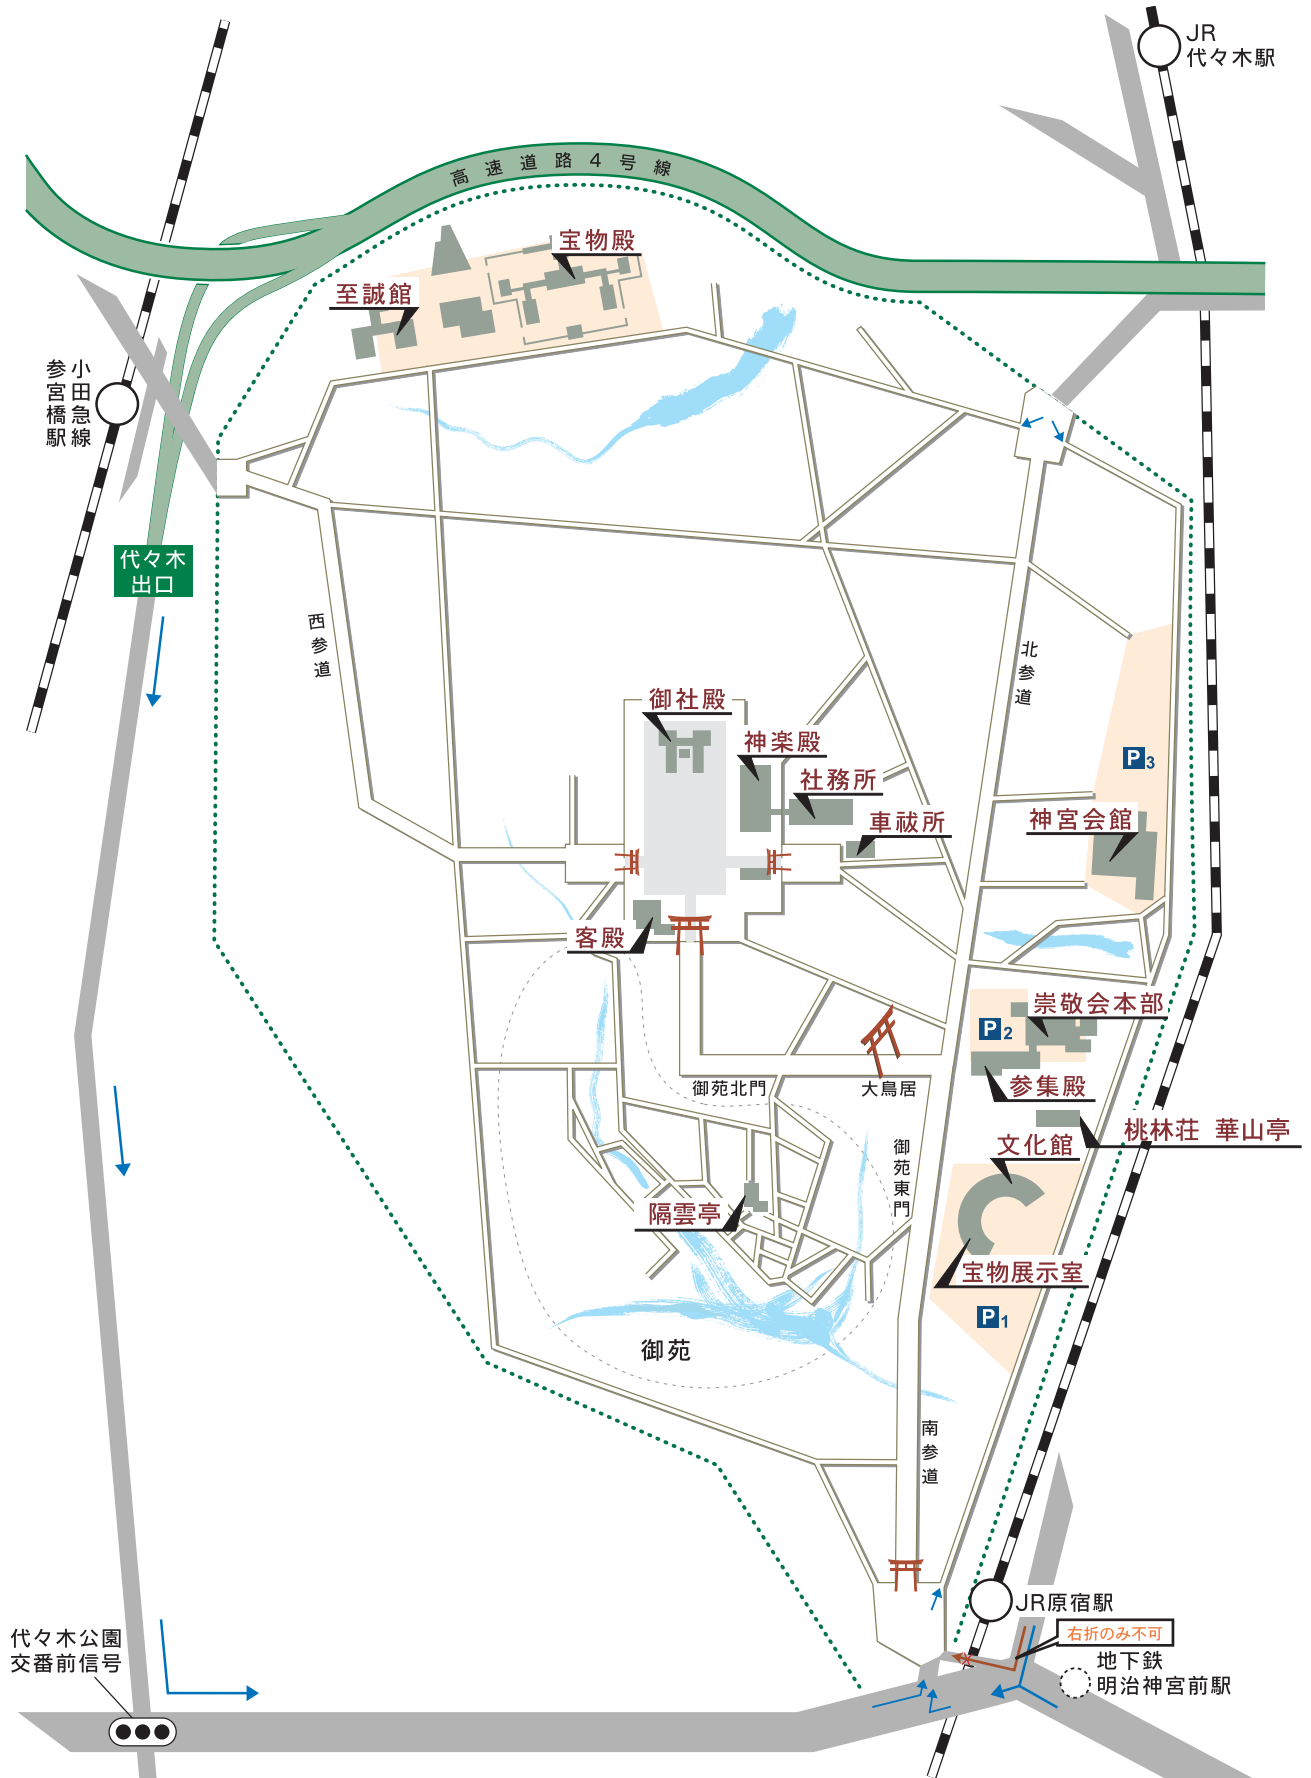 JR
代々木駅
高速道路4号線
宝物殿
至誠館
小田急線
参宮橋駅
代々木
出口
西参道
北参道
御社殿
神楽殿
社務所
車祓所
P3
神宮会館
客殿
崇敬会本部
P2
参集殿
御苑北門
大鳥居
桃林荘 華山亭
文化館
御苑東門
隔雲亭
宝物展示室
P1
御苑
南参道
JR原宿駅
右折のみ不可
代々木公園
交番前信号
地下鉄
明治神宮前駅